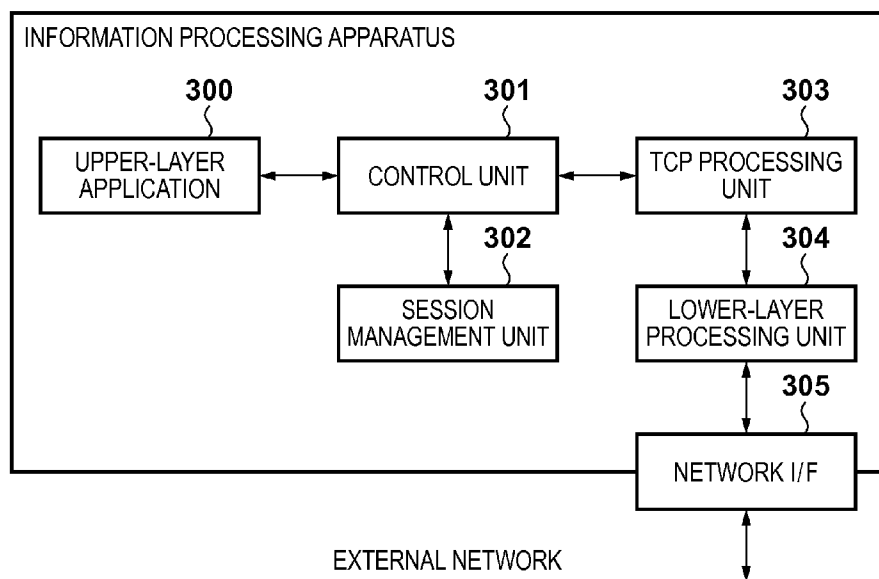 INFORMATION PROCESSING APPARATUS
300
301
303
UPPER-LAYER
APPLICATION
CONTROL UNIT
TCP PROCESSING
UNIT
302
304
SESSION
MANAGEMENT UNIT
LOWER-LAYER
PROCESSING UNIT
305
NETWORK I/F
EXTERNAL NETWORK